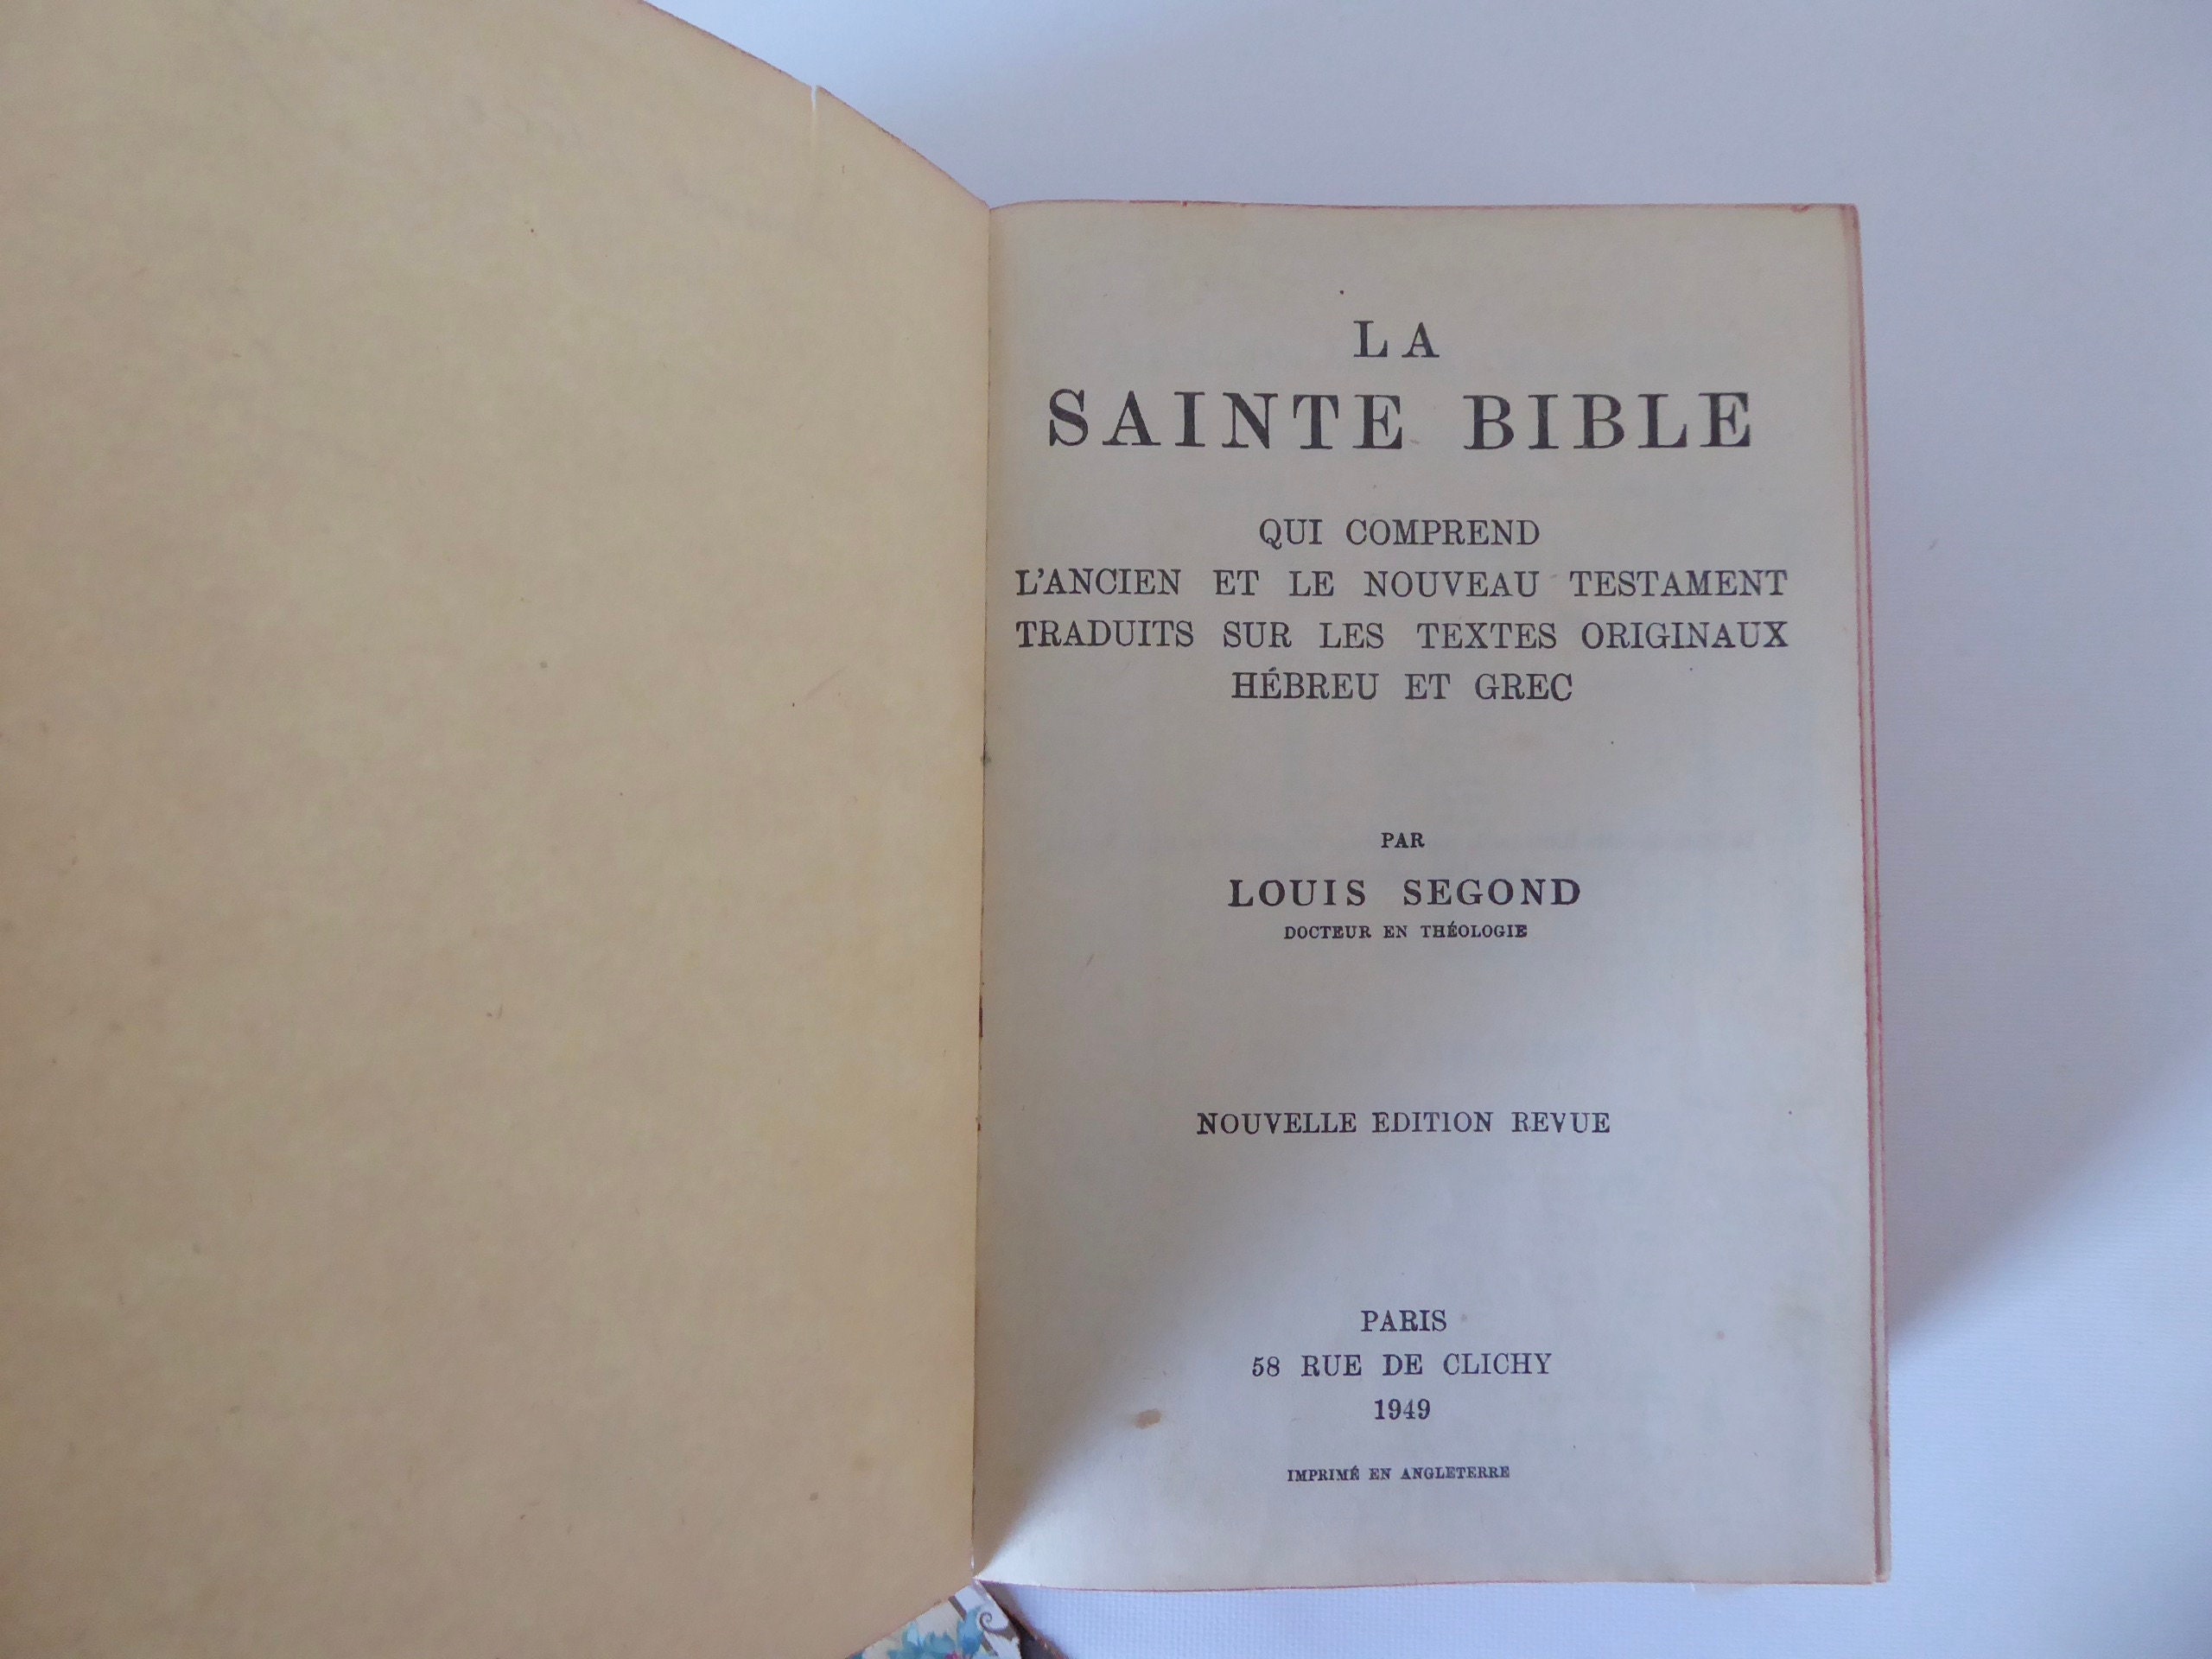 LA
SAINTE BIBLE
QUI COMPREND
L'ANCIEN ET LE NOUVEAU TESTAMENT
TRADUITS SUR LES TEXTES ORIGINAUX
HÉBREU ET GREC
PAR
LOUIS SEGOND
DOCTEUR EN THÉOLOGIE
NOUVELLE EDITION REVUE
PARIS
58 RUE DE CLICHY
1949
IMPRIMÉ EN ANGLETERRE